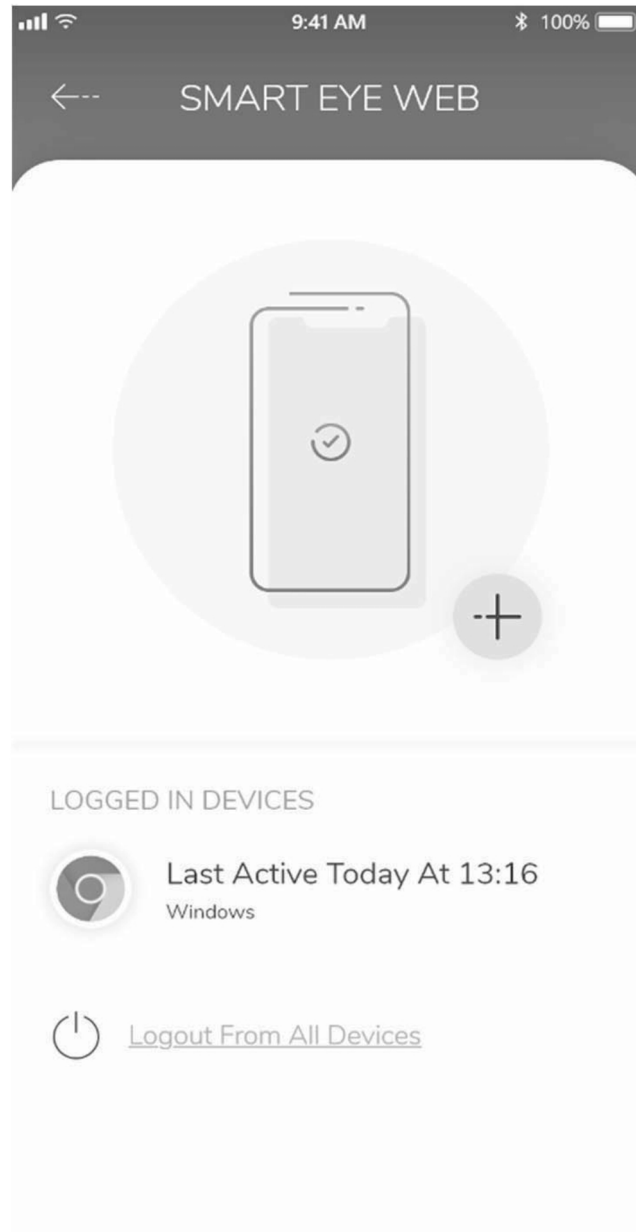 9:41 AM
100%
SMART EYE WEB
LOGGED IN DEVICES
Last Active Today At 13:16
Windows
Logout From All Devices